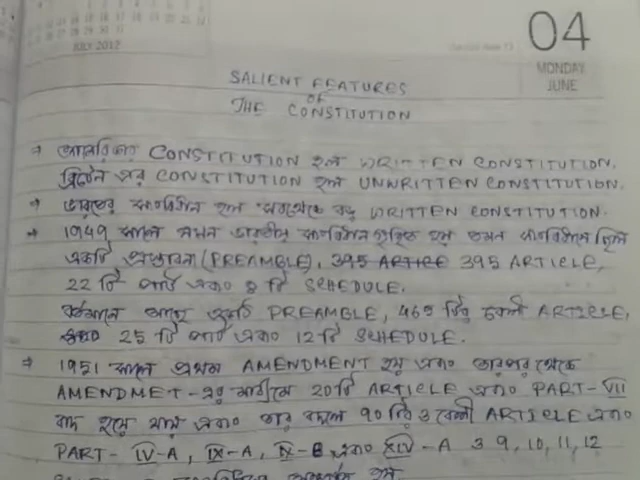 JULY 2012
04
MONDAY
JUNE
SALIENT FEATURES
OF
THE CONSTITUTION
→ আমেরিকার CONSTITUTION হল WRITTEN CONSTITUTION.
ব্রিটেন এর CONSTITUTION হল UNWRITTEN CONSTITUTION.
→ ভারতের সংবিধান হল সবথেকে বড় WRITTEN CONSTITUTION.
→ 1949 সালে যখন ভারতীয় সংবিধান গৃহিত হয় তখন সংবিধানে ছিল
একটি প্রস্তাবনা (PREAMBLE), 395 ARTICLE,
22 টি পার্ট এবং ৪ টি SCHEDULE.
বর্তমানে আছে একটি PREAMBLE, 465 টির বেশী ARTICLE,
25 টি পার্ট এবং 12 টি SCHEDULE.
→ 1951 সালে প্রথম AMENDMENT হয় এবং তারপর থেকে
AMENDMET-এর মাধ্যমে 20টি ARTICLE এবং PART-VII
বাদ হয়ে যায় এবং তার বদলে 90 টির ও বেশী ARTICLE এবং
PART- IV-A, IX-A, IX-B এবং XIV-A ও 9, 10, 11, 12